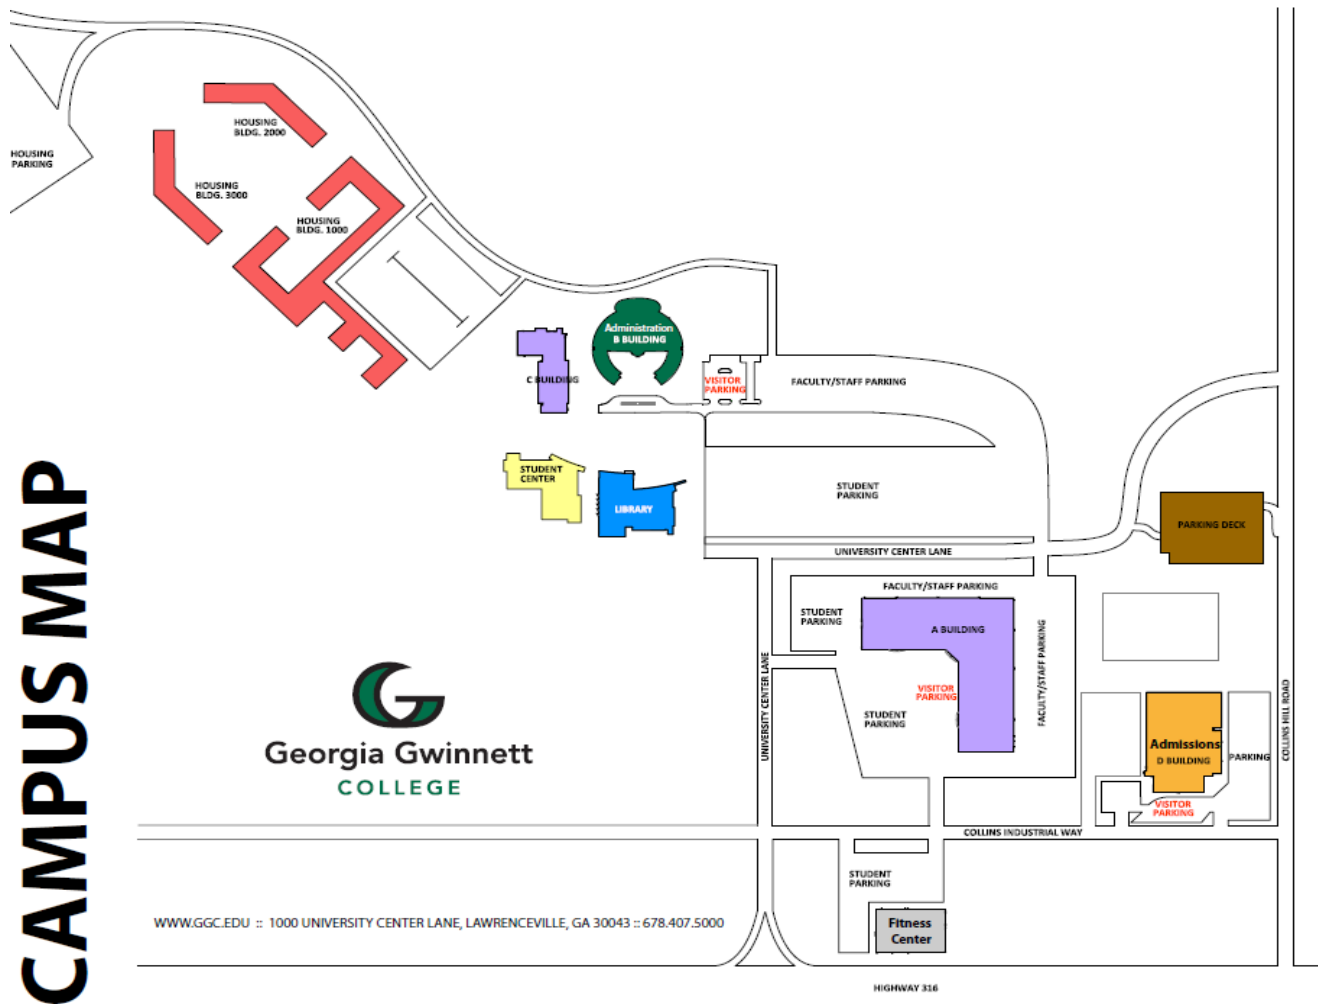 CAMPUS MAP
HOUSING
BLDG. 2000
HOUSING
PARKING
HOUSING
BLDG. 3000
HOUSING
BLDG. 1000
Administration
B BUILDING
C BUILDING
VISITOR
PARKING
FACULTY/STAFF PARKING
STUDENT
CENTER
LIBRARY
STUDENT
PARKING
PARKING DECK
UNIVERSITY CENTER LANE
FACULTY/STAFF PARKING
STUDENT
PARKING
A BUILDING
FACULTY/STAFF PARKING
UNIVERSITY CENTER LANE
VISITOR
PARKING
STUDENT
PARKING
COLLINS HILL ROAD
Admissions
D BUILDING
PARKING
VISITOR
PARKING
Georgia Gwinnett
COLLEGE
COLLINS INDUSTRIAL WAY
STUDENT
PARKING
WWW.GGC.EDU :: 1000 UNIVERSITY CENTER LANE, LAWRENCEVILLE, GA 30043 :: 678.407.5000
Fitness
Center
HIGHWAY 316